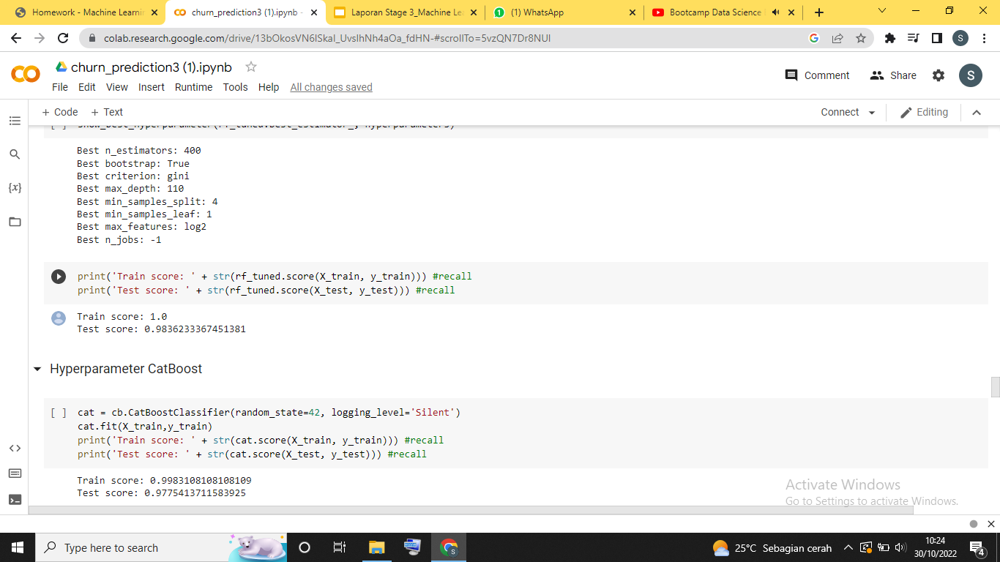 Homework - Machine Learnin
churn_prediction3 (1).ipynb -
Laporan Stage 3_Machine Le
(1) WhatsApp
Bootcamp Data Science
colab.research.google.com/drive/13bOkosVN6ISkaI_UvsIhNh4aOa_fdHN-#scrollTo=5vzQN7Dr8NUI
S
churn_prediction3 (1).ipynb
File Edit View Insert Runtime Tools Help All changes saved
Comment
Share
S
+ Code + Text
Connect
Editing
[ ] show_best_hyperparameter(rf_tuned.best_estimator_, hyperparameters)
Best n_estimators: 400
Best bootstrap: True
Best criterion: gini
Best max_depth: 110
Best min_samples_split: 4
Best min_samples_leaf: 1
Best max_features: log2
Best n_jobs: -1
print('Train score: ' + str(rf_tuned.score(X_train, y_train))) #recall
print('Test score: ' + str(rf_tuned.score(X_test, y_test))) #recall
Train score: 1.0
Test score: 0.9836233367451381
Hyperparameter CatBoost
[ ] cat = cb.CatBoostClassifier(random_state=42, logging_level='Silent')
cat.fit(X_train,y_train)
print('Train score: ' + str(cat.score(X_train, y_train))) #recall
print('Test score: ' + str(cat.score(X_test, y_test))) #recall
Train score: 0.9983108108108109
Test score: 0.9775413711583925
Activate Windows
Go to Settings to activate Windows.
Type here to search
25°C Sebagian cerah
10:24
30/10/2022
4